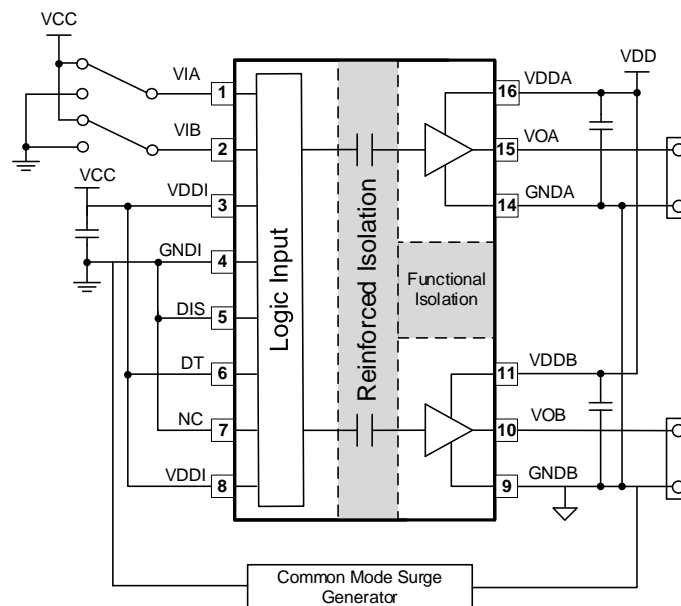 VCC
VIA
1
VIB
2
VCC
VDDI
3
GNDI
4
DIS
5
DT
6
NC
7
VDDI
8
Logic Input
Reinforced Isolation
Functional
Isolation
VDD
16
VDDA
15
VOA
14
GNDA
11
VDDB
10
VOB
9
GNDB
Common Mode Surge
Generator